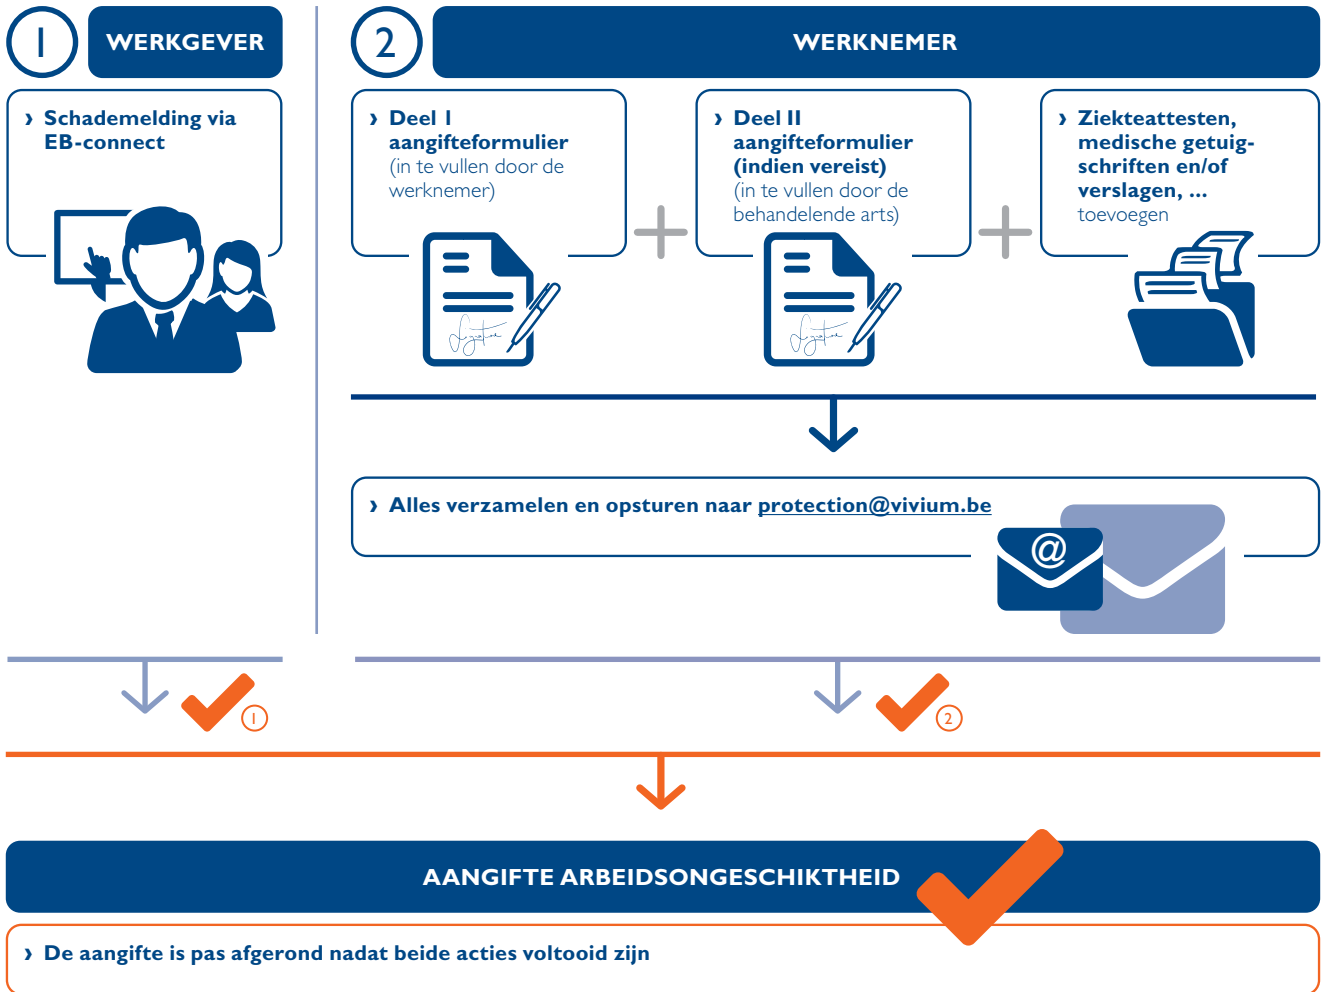 1
WERKGEVER
› Schademelding via
EB-connect
2
WERKNEMER
› Deel I
aangifteformulier
(in te vullen door de
werknemer)
› Deel II
aangifteformulier
(indien vereist)
(in te vullen door de
behandelende arts)
› Ziekteattesten,
medische getuig-
schriften en/of
verslagen, ...
toevoegen
Signature
Signature
› Alles verzamelen en opsturen naar protection@vivium.be
@
1
2
AANGIFTE ARBEIDSONGESCHIKTHEID
› De aangifte is pas afgerond nadat beide acties voltooid zijn